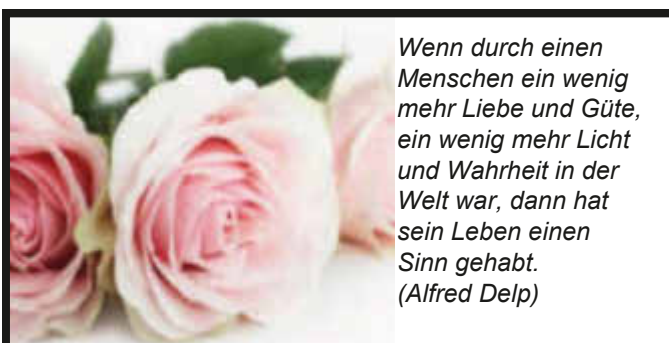 Wenn durch einen
Menschen ein wenig
mehr Liebe und Güte,
ein wenig mehr Licht
und Wahrheit in der
Welt war, dann hat
sein Leben einen
Sinn gehabt.
(Alfred Delp)